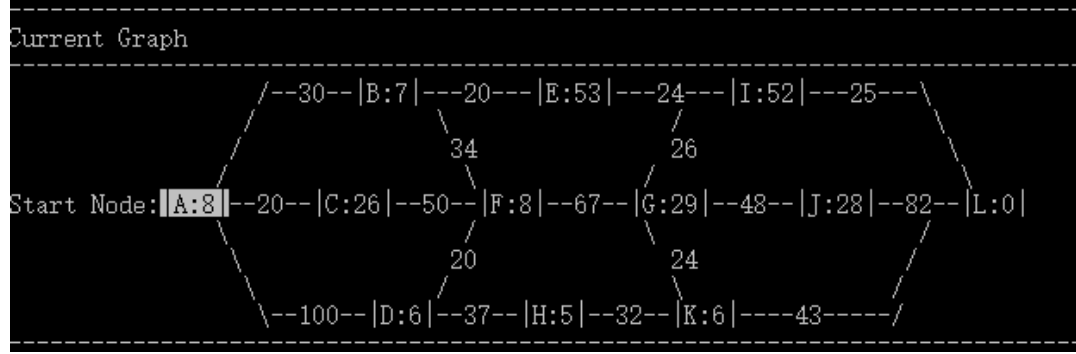 Current Graph
/--30--|B:7|---20---|E:53|---24---|I:52|---25---\
34 26
Start Node:|A:8|--20--|C:26|--50--|F:8|--67--|G:29|--48--|J:28|--82--|L:0|
20 24
\--100--|D:6|--37--|H:5|--32--|K:6|----43-----/